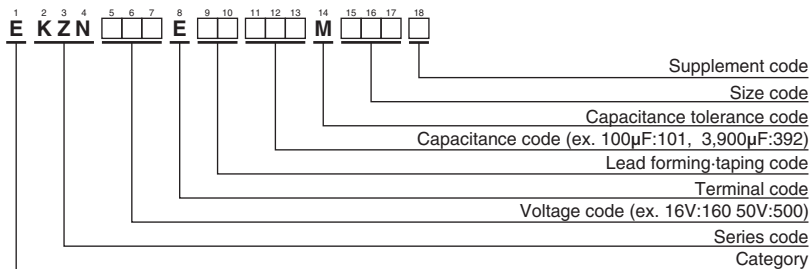 1 2 3 4 5 6 7 8 9 10 11 12 13 14 15 16 17 18
E KZN □□□ E □□ □□□ M □□□ □
Supplement code
Size code
Capacitance tolerance code
Capacitance code (ex. 100μF:101, 3,900μF:392)
Lead forming·taping code
Terminal code
Voltage code (ex. 16V:160 50V:500)
Series code
Category